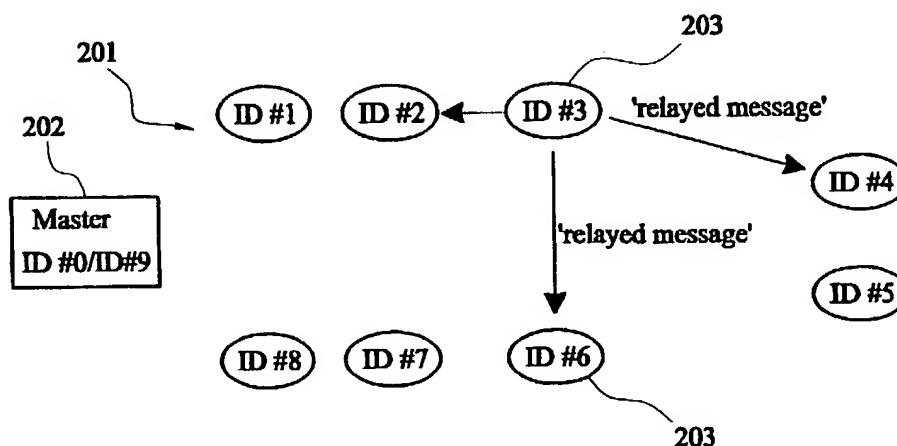 203
201
ID #1
ID #2
ID #3
'relayed message'
202
ID #4
Master
ID #0/ID#9
'relayed message'
ID #5
ID #8
ID #7
ID #6
203